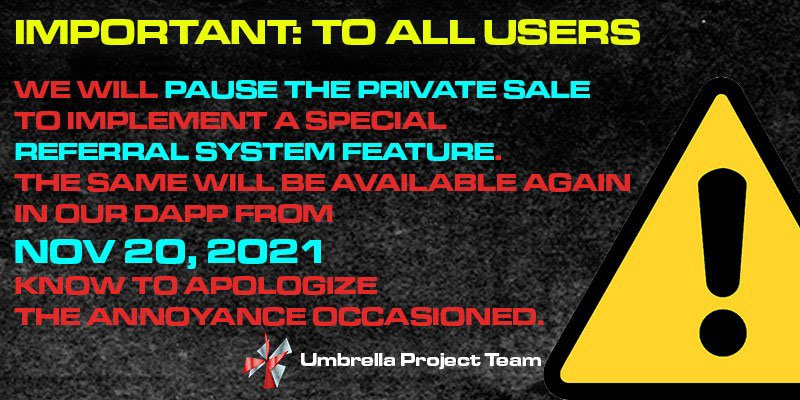 IMPORTANT: TO ALL USERS
WE WILL PAUSE THE PRIVATE SALE
TO IMPLEMENT A SPECIAL
REFERRAL SYSTEM FEATURE.
THE SAME WILL BE AVAILABLE AGAIN
IN OUR DAPP FROM
NOV 20, 2021
KNOW TO APOLOGIZE
THE ANNOYANCE OCCASIONED.
Umbrella Project Team